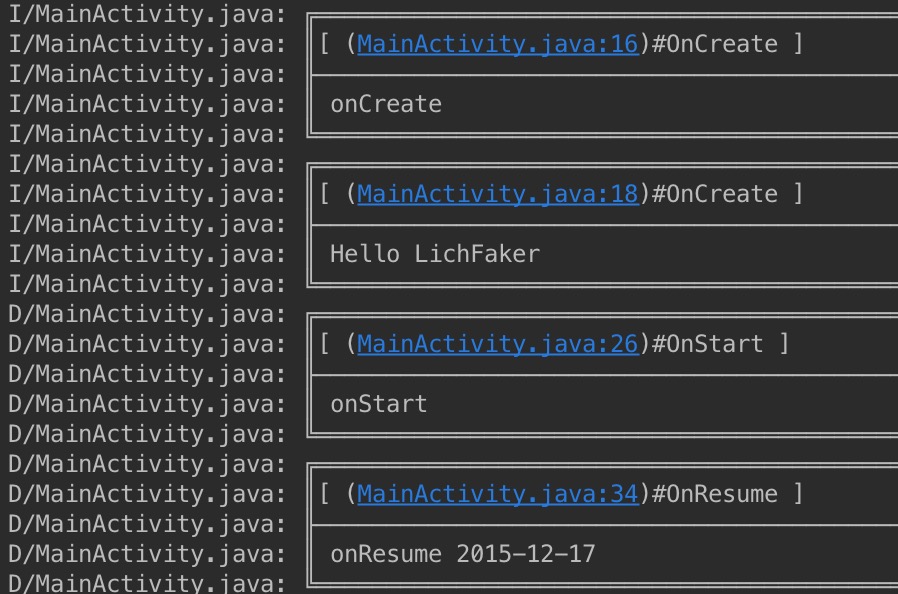 I/MainActivity.java: ╔══════════════════════════════
I/MainActivity.java: ║[ (MainActivity.java:16)#OnCreate ]
I/MainActivity.java: ╟──────────────────────────────
I/MainActivity.java: ║ onCreate
I/MainActivity.java: ╚══════════════════════════════
I/MainActivity.java: ╔══════════════════════════════
I/MainActivity.java: ║[ (MainActivity.java:18)#OnCreate ]
I/MainActivity.java: ╟──────────────────────────────
I/MainActivity.java: ║ Hello LichFaker
I/MainActivity.java: ╚══════════════════════════════
D/MainActivity.java: ╔══════════════════════════════
D/MainActivity.java: ║[ (MainActivity.java:26)#OnStart ]
D/MainActivity.java: ╟──────────────────────────────
D/MainActivity.java: ║ onStart
D/MainActivity.java: ╚══════════════════════════════
D/MainActivity.java: ╔══════════════════════════════
D/MainActivity.java: ║[ (MainActivity.java:34)#OnResume ]
D/MainActivity.java: ╟──────────────────────────────
D/MainActivity.java: ║ onResume 2015-12-17
D/MainActivity.java: ╚══════════════════════════════